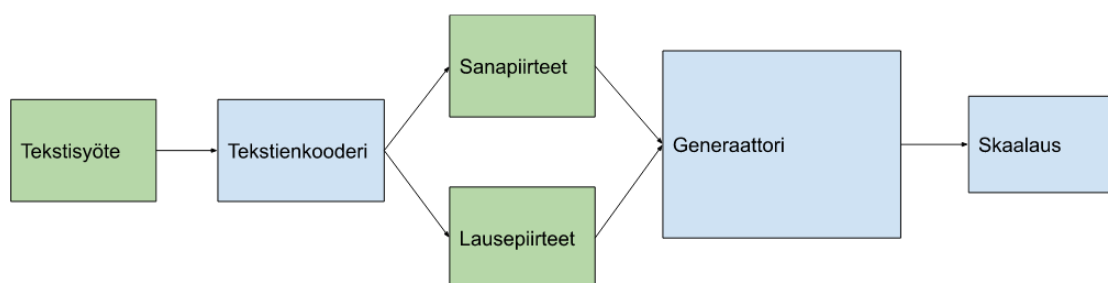 Tekstisyöte
Tekstienkooderi
Sanapiirteet
Lausepiirteet
Generaattori
Skaalaus